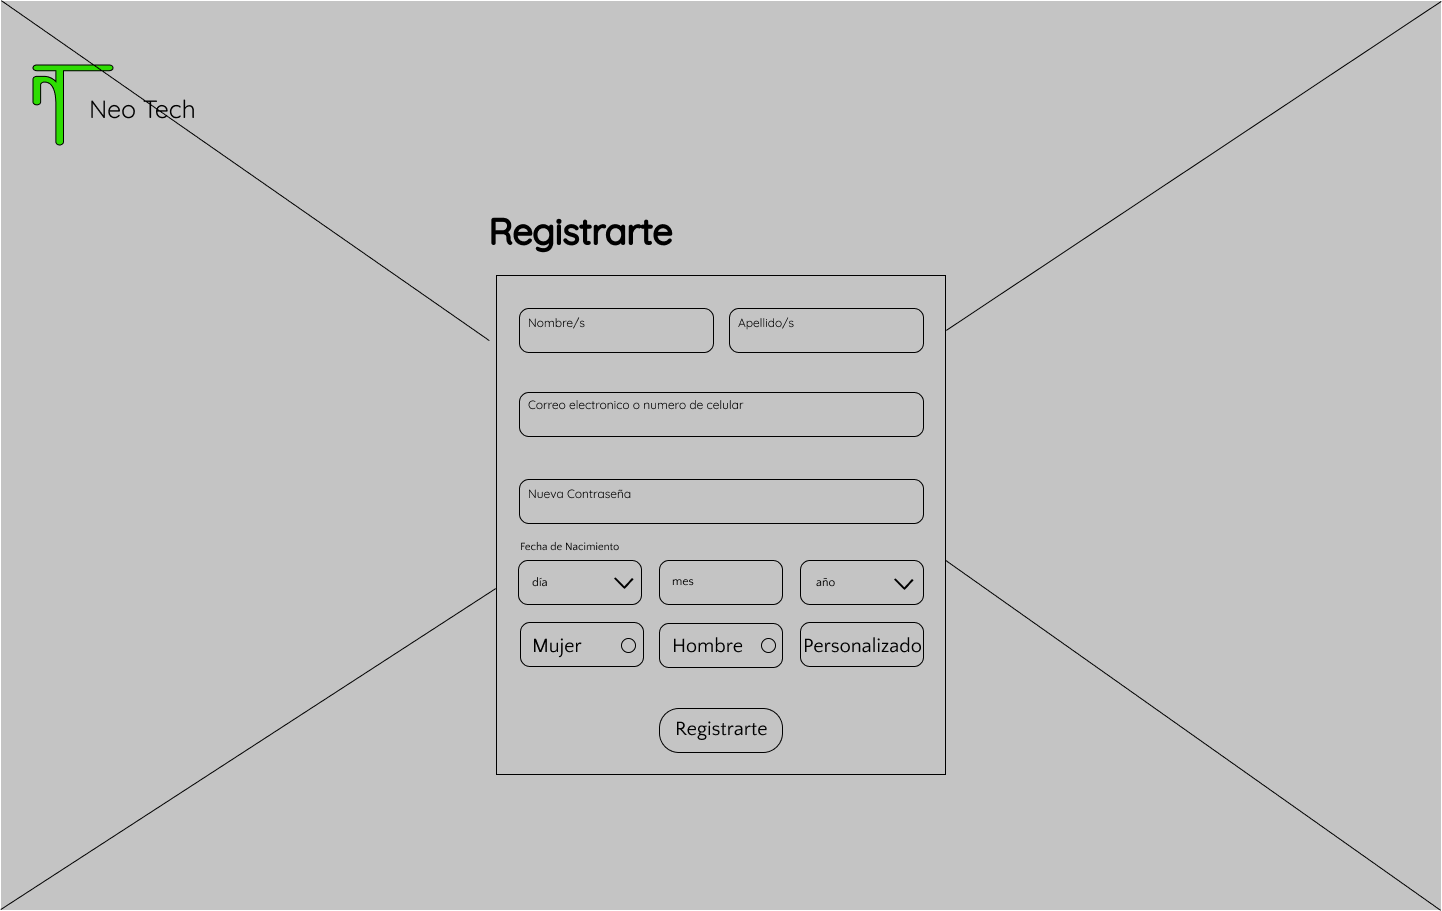 Neo Tech
Registrarte
Nombre/s
Apellido/s
Correo electronico o numero de celular
Nueva Contraseña
Fecha de Nacimiento
día
mes
año
Mujer
Hombre
Personalizado
Registrarte